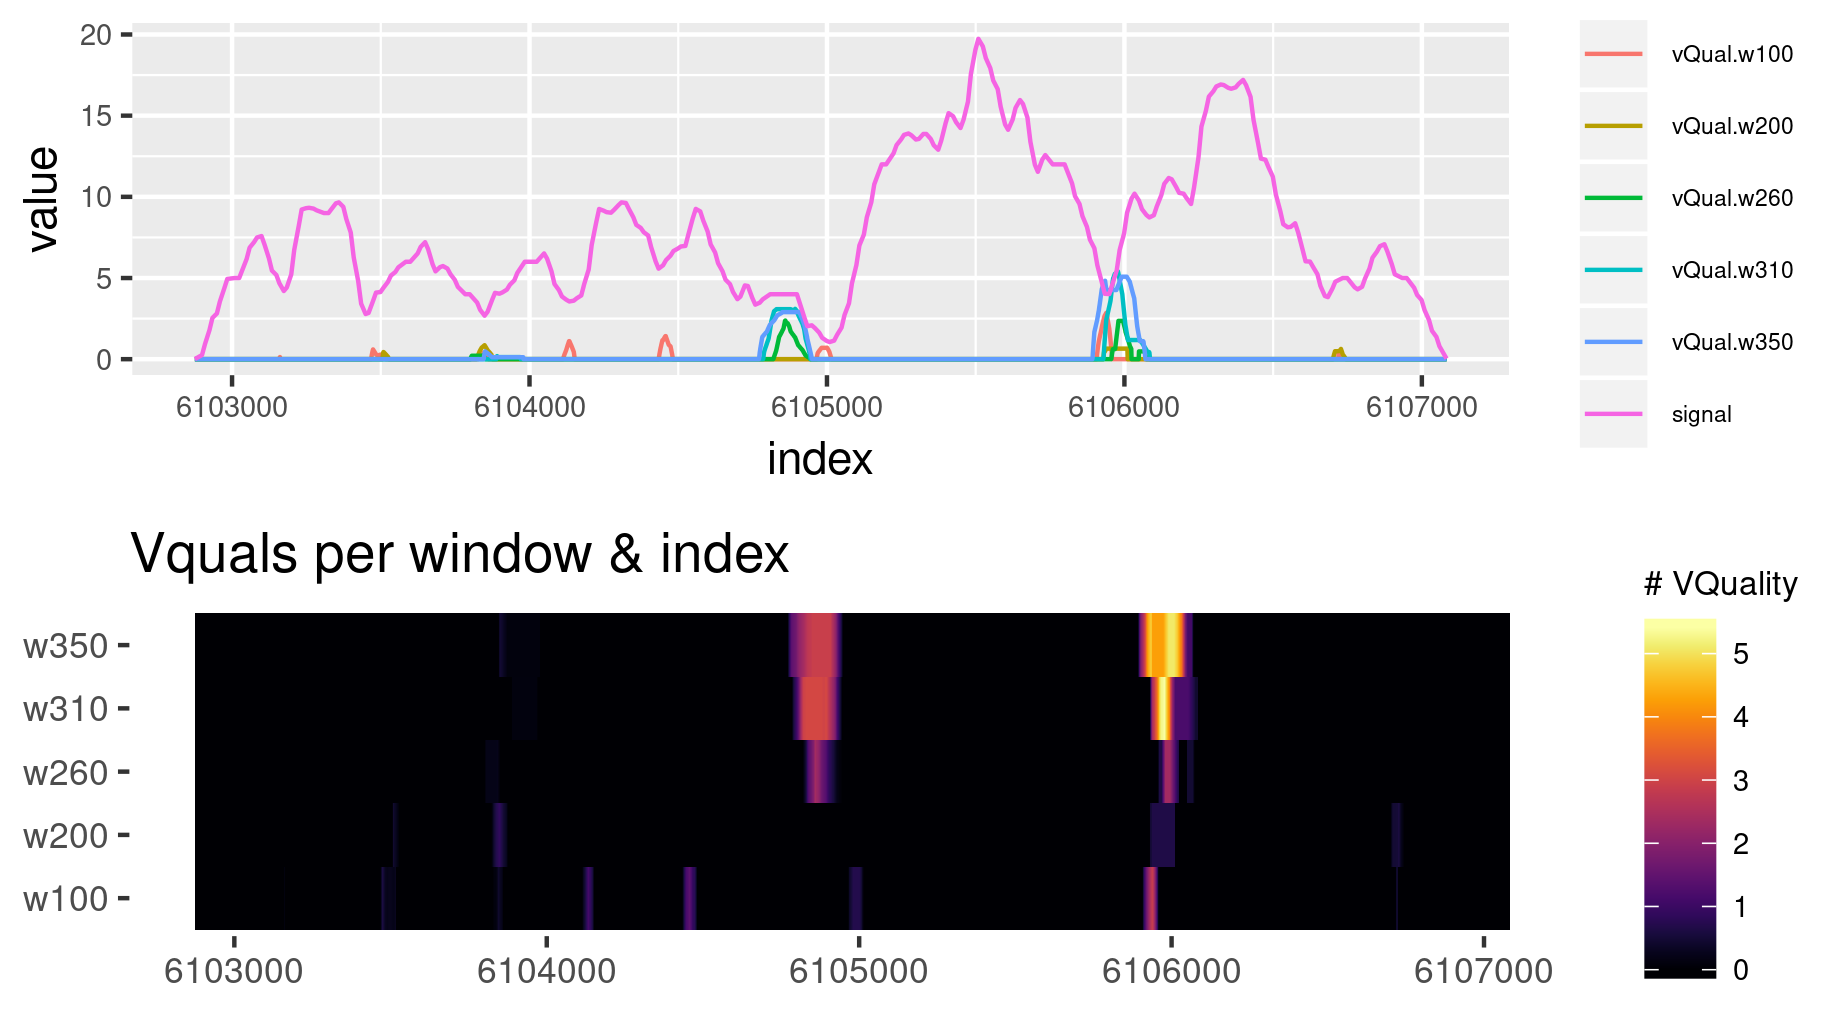 value
20
15
10
5
0
6103000 6104000 6105000 6106000 6107000
index
vQual.w100
vQual.w200
vQual.w260
vQual.w310
vQual.w350
signal
Vquals per window & index
w350
w310
w260
w200
w100
6103000 6104000 6105000 6106000 6107000
# VQuality
5
4
3
2
1
0